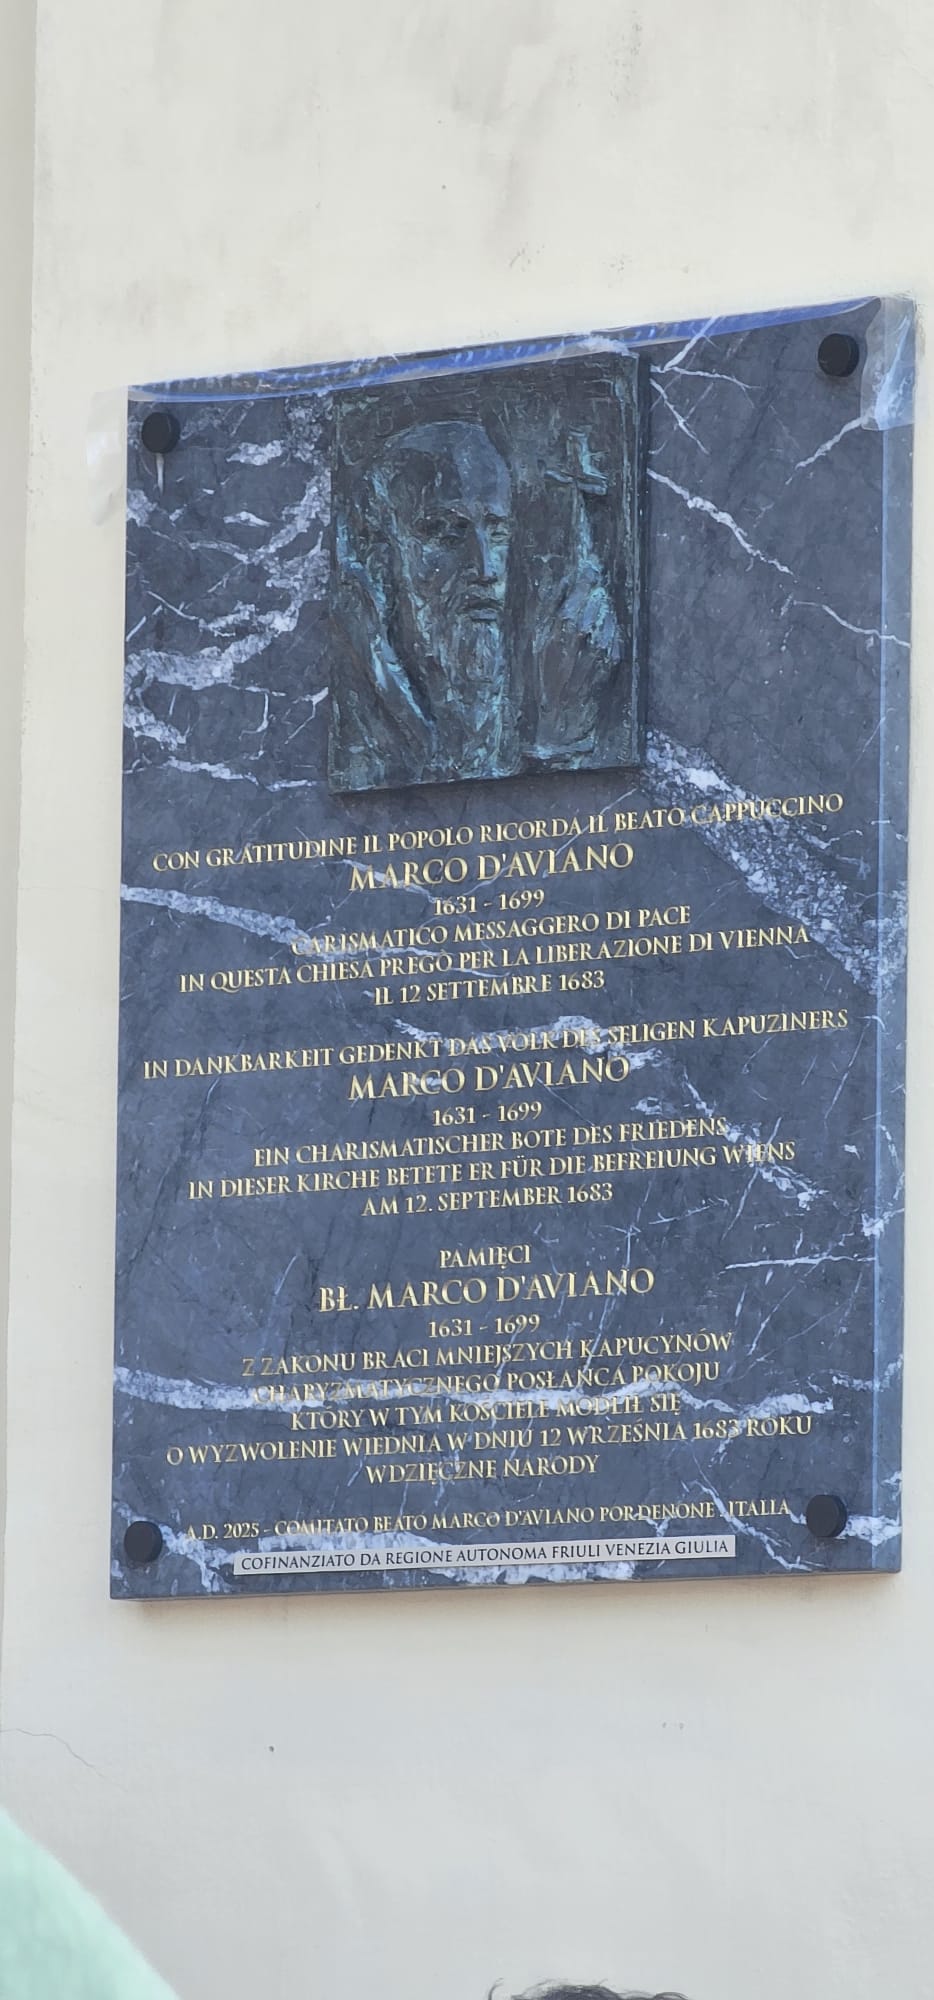 CON GRATITUDINE IL POPOLO RICORDA IL BEATO CAPPUCCINO
MARCO D'AVIANO
1631 - 1699
CARISMATICO MESSAGGERO DI PACE
IN QUESTA CHIESA PREGÒ PER LA LIBERAZIONE DI VIENNA
IL 12 SETTEMBRE 1683
IN DANKBARKEIT GEDENKT DAS VOLK DES SELIGEN KAPUZINERS
MARCO D'AVIANO
1631 - 1699
EIN CHARISMATISCHER BOTE DES FRIEDENS
IN DIESER KIRCHE BETETE ER FÜR DIE BEFREIUNG WIENS
AM 12. SEPTEMBER 1683
PAMIĘCI
BŁ. MARCO D'AVIANO
1631 - 1699
Z ZAKONU BRACI MNIEJSZYCH KAPUCYNÓW
CHARYZMATYCZNEGO POSŁAŃCA POKOJU
KTÓRY W TYM KOŚCIELE MODLIŁ SIĘ
O WYZWOLENIE WIEDNIA W DNIU 12 WRZEŚNIA 1683 ROKU
WDZIĘCZNE NARODY
A.D. 2025 - COMITATO BEATO MARCO D'AVIANO PORDENONE - ITALIA
COFINANZIATO DA REGIONE AUTONOMA FRIULI VENEZIA GIULIA